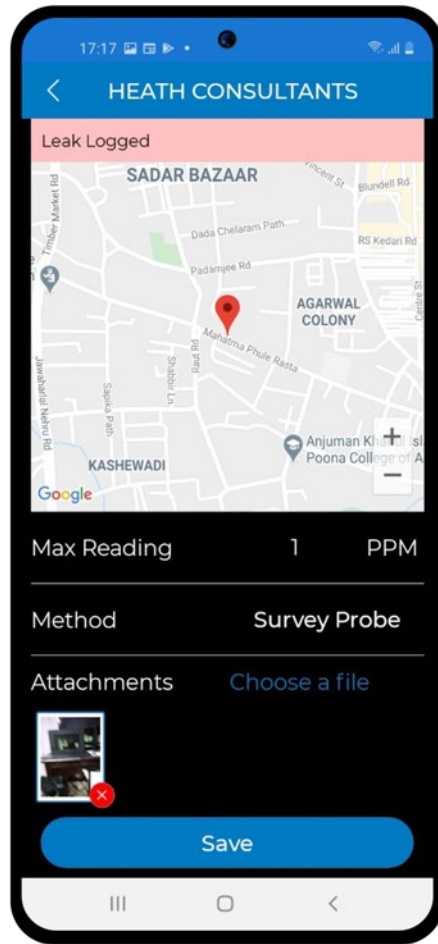 17:17
HEATH CONSULTANTS
Leak Logged
Vincent St
Blundell Rd
SADAR BAZAAR
Timber Market Rd
Dada Chelaram Path
RS Kedari Rd
Padamjee Rd
AGARWAL
COLONY
Centre St
Mahatma Phule Rasta
Raut Rd
Shabbir Ln.
Sapika Path
Jawaharlal Nehru Rd
Anjuman
Poona College of A
KASHEWADI
+
−
Google
Max Reading 1 PPM
Method Survey Probe
Attachments Choose a file
Save